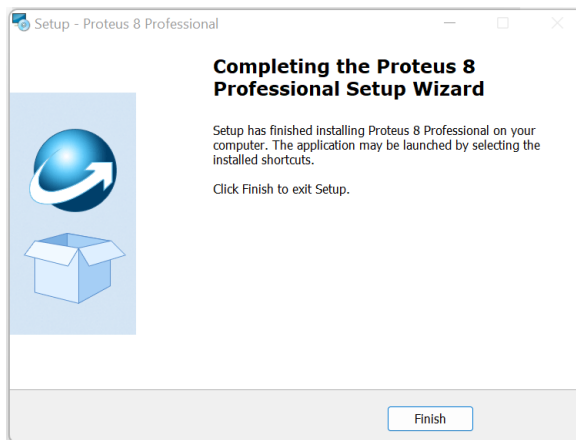 Setup - Proteus 8 Professional
Completing the Proteus 8
Professional Setup Wizard
Setup has finished installing Proteus 8 Professional on your
computer. The application may be launched by selecting the
installed shortcuts.
Click Finish to exit Setup.
Finish